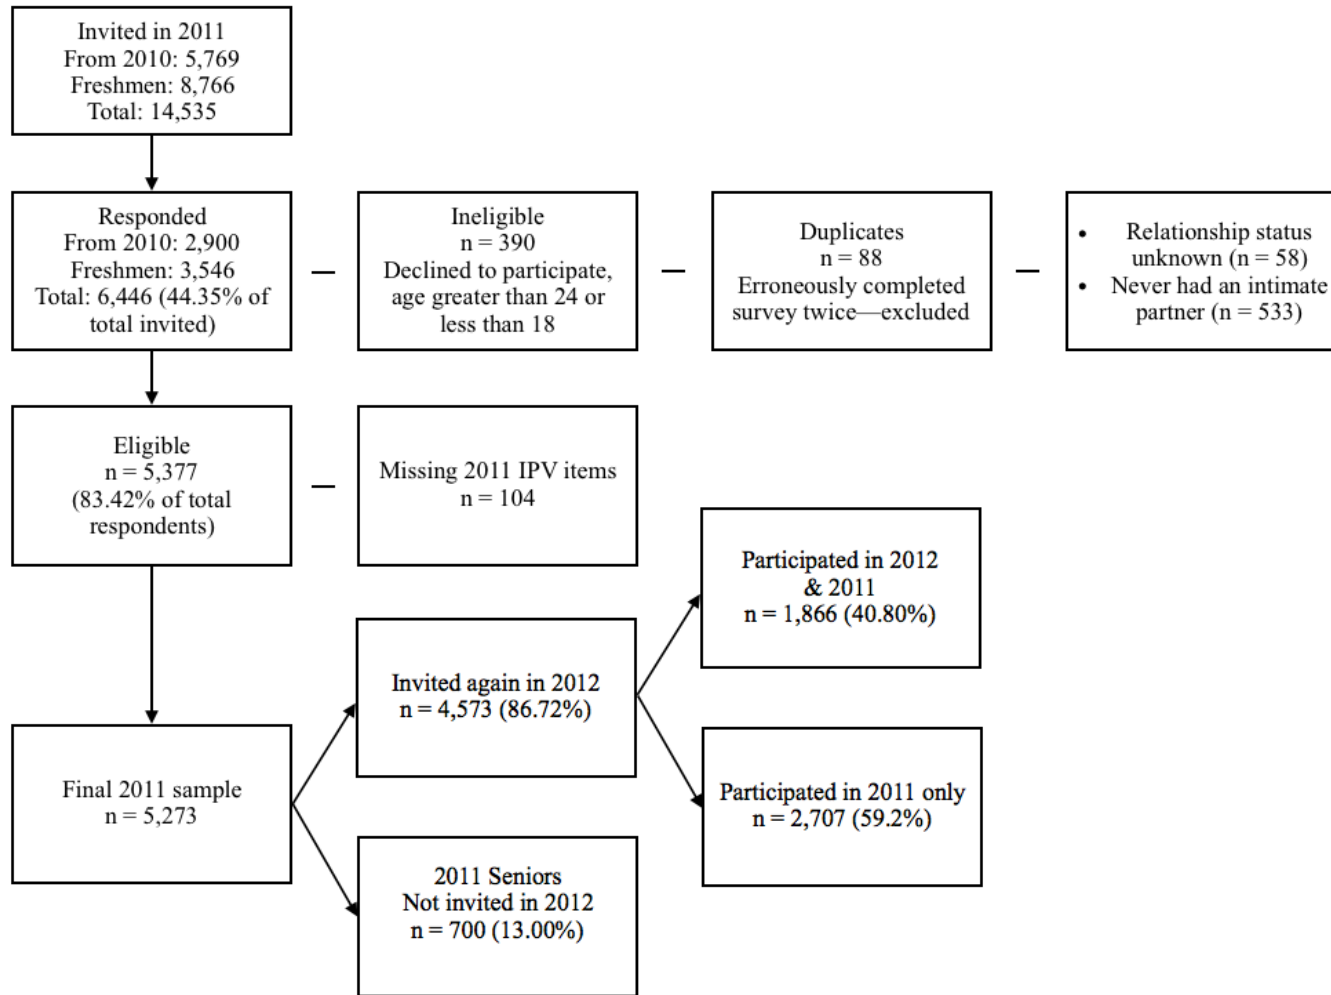 Invited in 2011
From 2010: 5,769
Freshmen: 8,766
Total: 14,535
Responded
From 2010: 2,900
Freshmen: 3,546
Total: 6,446 (44.35% of
total invited)
Ineligible
n = 390
Declined to participate,
age greater than 24 or
less than 18
Duplicates
n = 88
Erroneously completed
survey twice—excluded
• Relationship status
unknown (n = 58)
• Never had an intimate
partner (n = 533)
Eligible
n = 5,377
(83.42% of total
respondents)
Missing 2011 IPV items
n = 104
Participated in 2012
& 2011
n = 1,866 (40.80%)
Invited again in 2012
n = 4,573 (86.72%)
Final 2011 sample
n = 5,273
Participated in 2011 only
n = 2,707 (59.2%)
2011 Seniors
Not invited in 2012
n = 700 (13.00%)